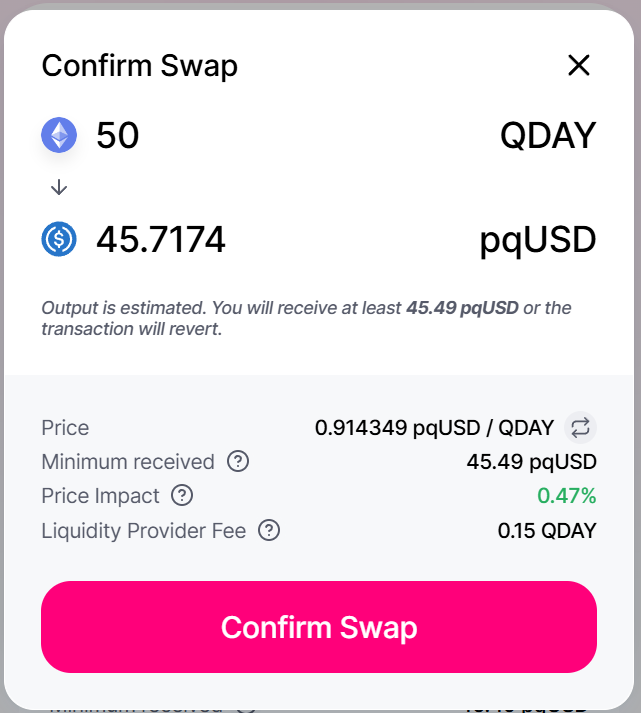 Confirm Swap
50 QDAY
45.7174 pqUSD
Output is estimated. You will receive at least 45.49 pqUSD or the
transaction will revert.
Price 0.914349 pqUSD / QDAY
Minimum received 45.49 pqUSD
Price Impact 0.47%
Liquidity Provider Fee 0.15 QDAY
Confirm Swap